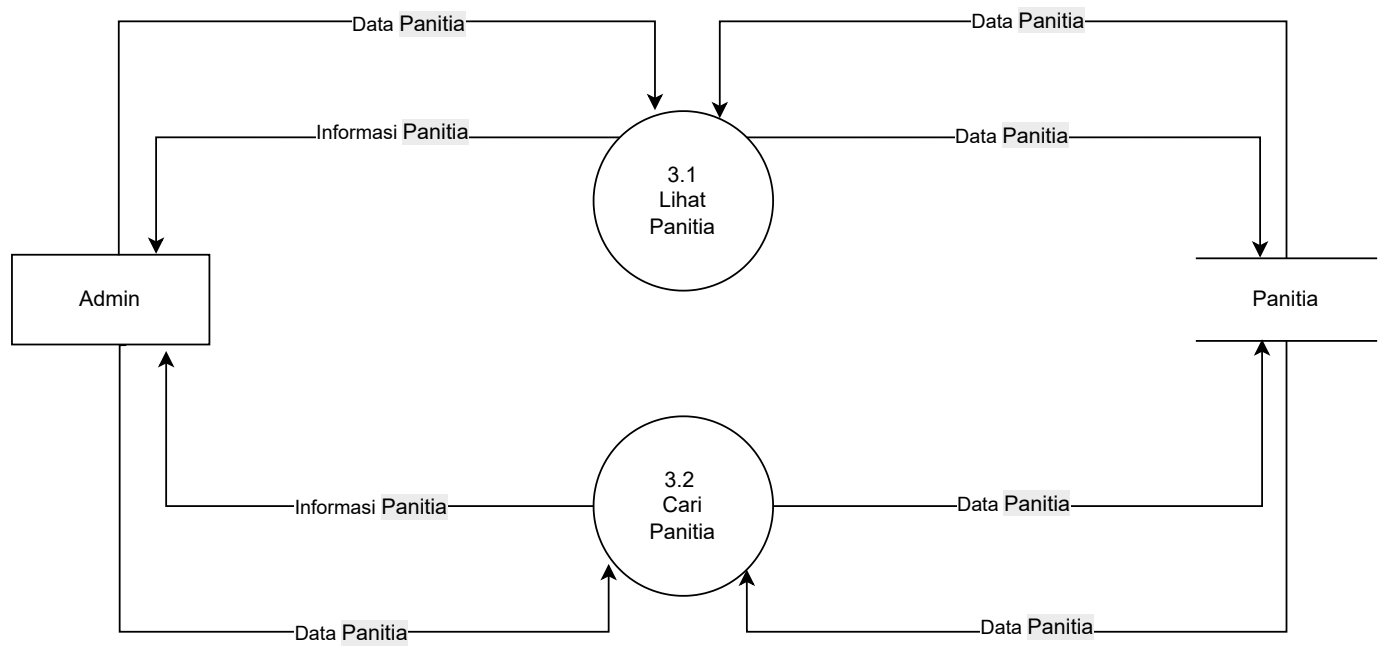 Data Panitia
Data Panitia
Informasi Panitia
Data Panitia
3.1
Lihat
Panitia
Admin
Panitia
3.2
Cari
Panitia
Informasi Panitia
Data Panitia
Data Panitia
Data Panitia